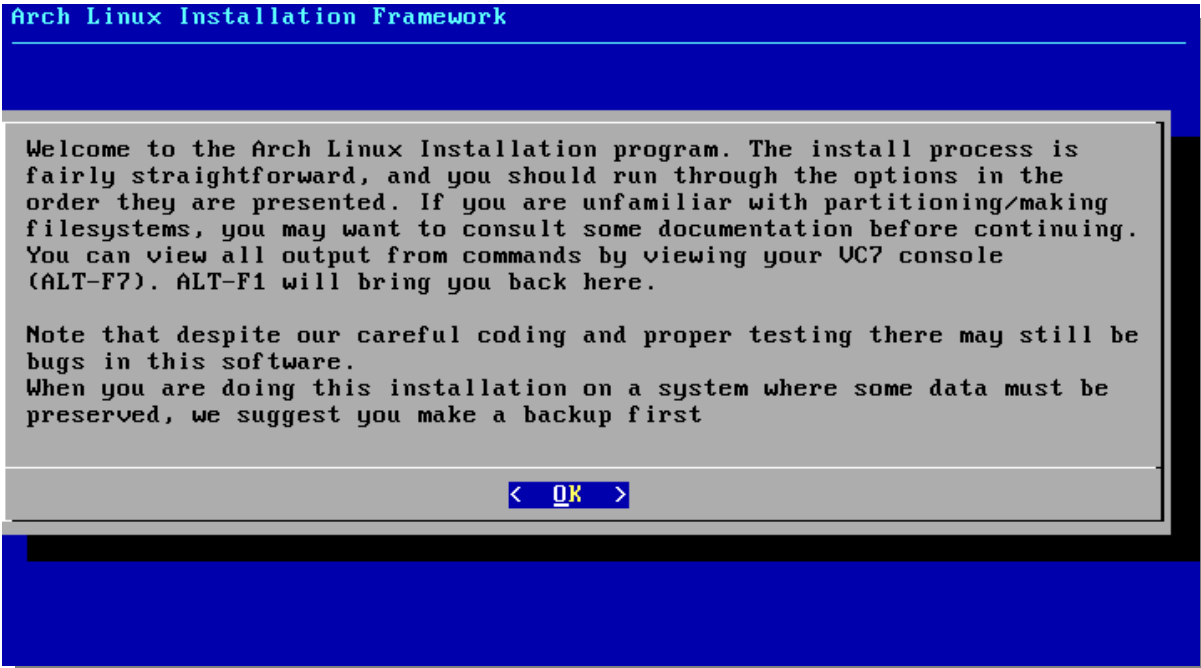 Arch Linux Installation Framework
Welcome to the Arch Linux Installation program. The install process is
fairly straightforward, and you should run through the options in the
order they are presented. If you are unfamiliar with partitioning/making
filesystems, you may want to consult some documentation before continuing.
You can view all output from commands by viewing your VC7 console
(ALT-F7). ALT-F1 will bring you back here.
Note that despite our careful coding and proper testing there may still be
bugs in this software.
When you are doing this installation on a system where some data must be
preserved, we suggest you make a backup first
< OK >